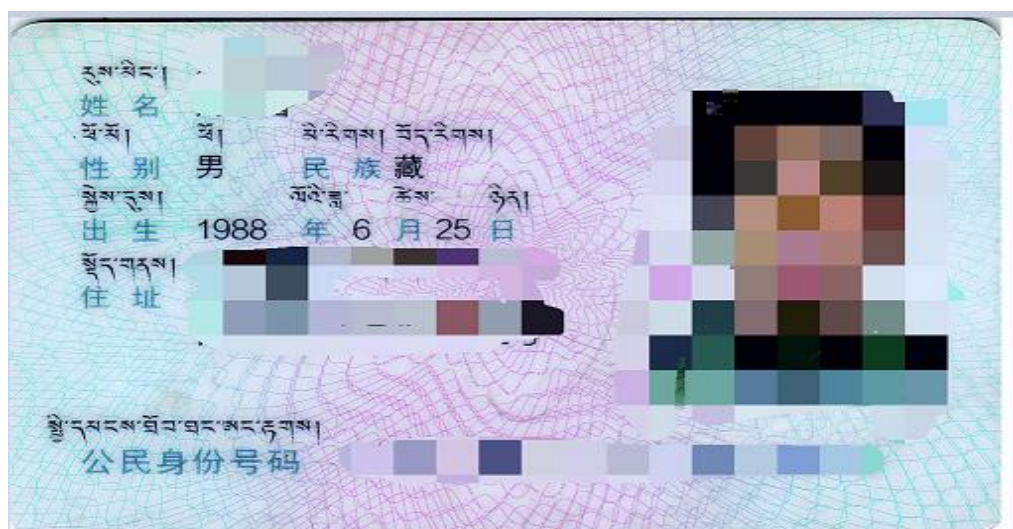 རུས་མིང་།
姓 名
ཕོ་མོ། ཕོ། མི་རིགས། བོད་རིགས།
性 别 男 民 族 藏
སྐྱེས་དུས། ལོའི་ཟླ་ ཚེས་ ཉིན།
出 生 1988 年 6 月 25 日
སྡོད་གནས།
住 址
སྤྱི་དམངས་ཐོབ་ཐང་ཨང་རྟགས།
公民身份号码